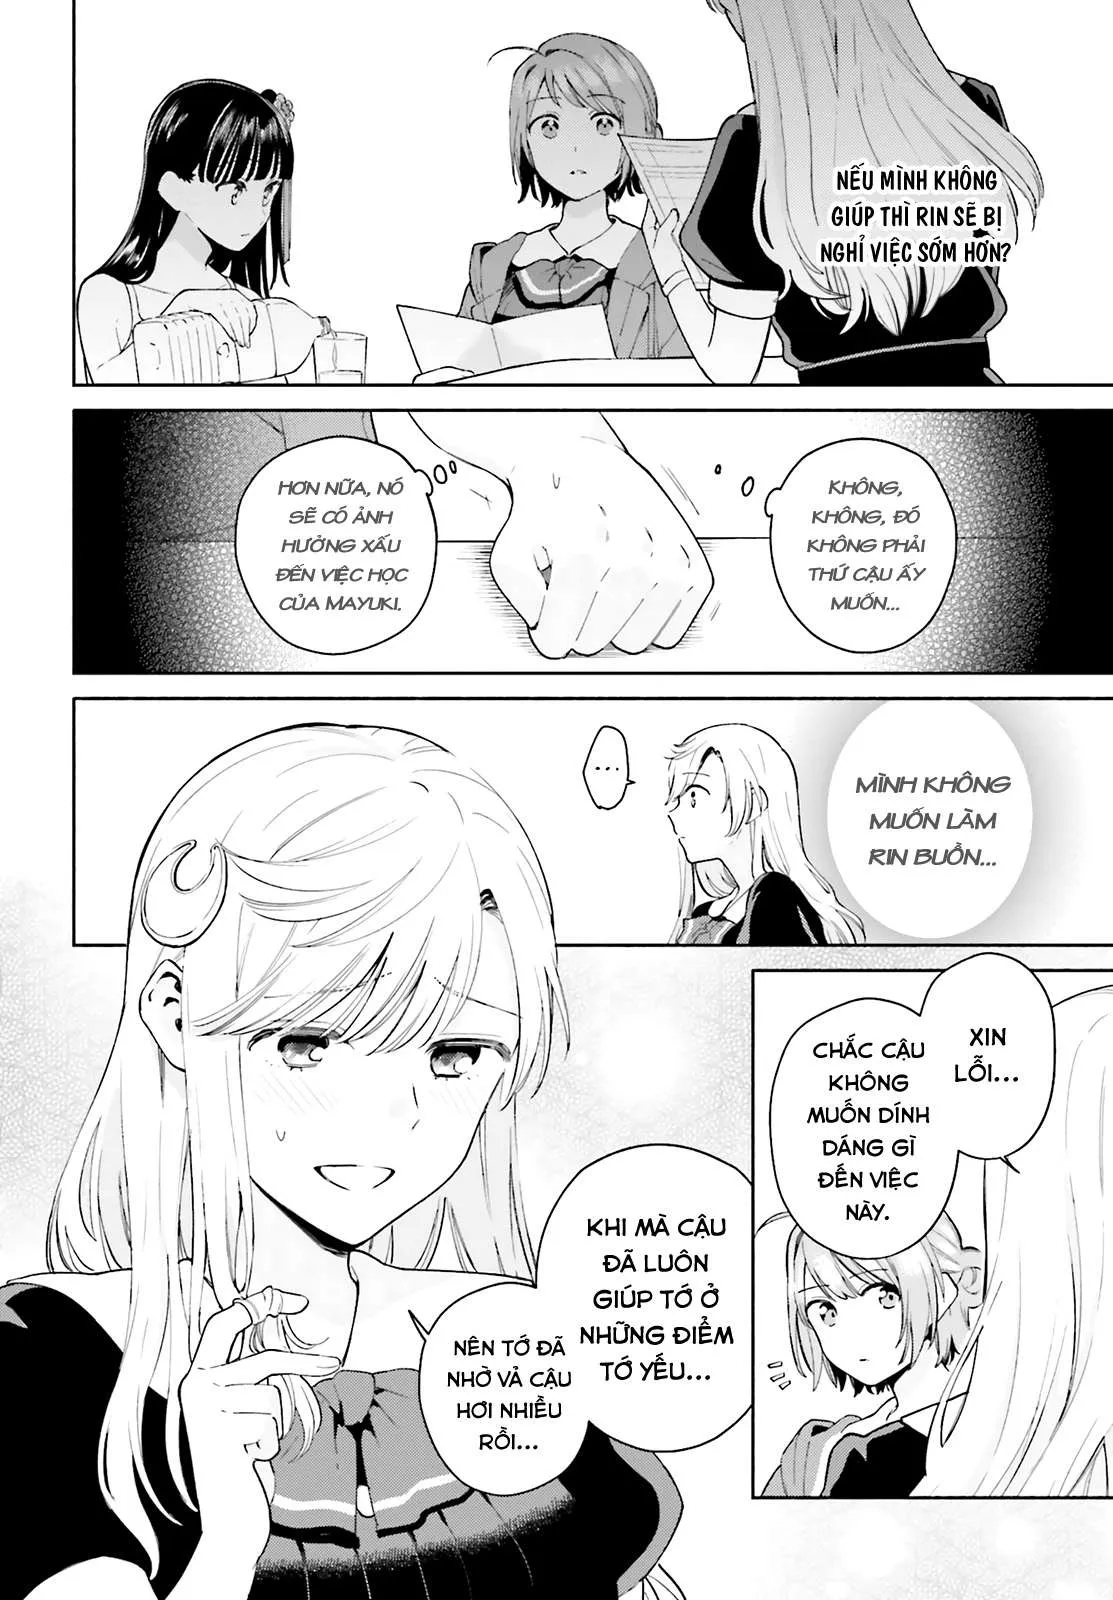 NẾU MÌNH KHÔNG
GIÚP THÌ RIN SẼ BỊ
NGHỈ VIỆC SỚM HƠN?
KHÔNG,
KHÔNG, ĐÓ
KHÔNG PHẢI
THỨ CẬU ẤY
MUỐN...
HƠN NỮA, NÓ
SẼ CÓ ẢNH
HƯỞNG XẤU
ĐẾN VIỆC HỌC
CỦA MAYUKI.
MÌNH KHÔNG
MUỐN LÀM
RIN BUỒN...
...
XIN
LỖI...
CHẮC CẬU
KHÔNG
MUỐN DÍNH
DÁNG GÌ
ĐẾN VIỆC
NÀY.
KHI MÀ CẬU
ĐÃ LUÔN
GIÚP TỚ Ở
NHỮNG ĐIỂM
TỚ YẾU...
NÊN TỚ ĐÃ
NHỜ VẢ CẬU
HƠI NHIỀU
RỒI...